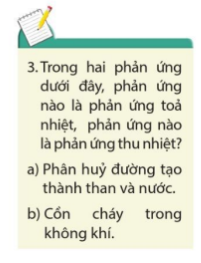 3. Trong hai phản ứng
dưới đây, phản ứng
nào là phản ứng toả
nhiệt, phản ứng nào
là phản ứng thu nhiệt?
a) Phân huỷ đường tạo
thành than và nước.
b) Cồn cháy trong
không khí.